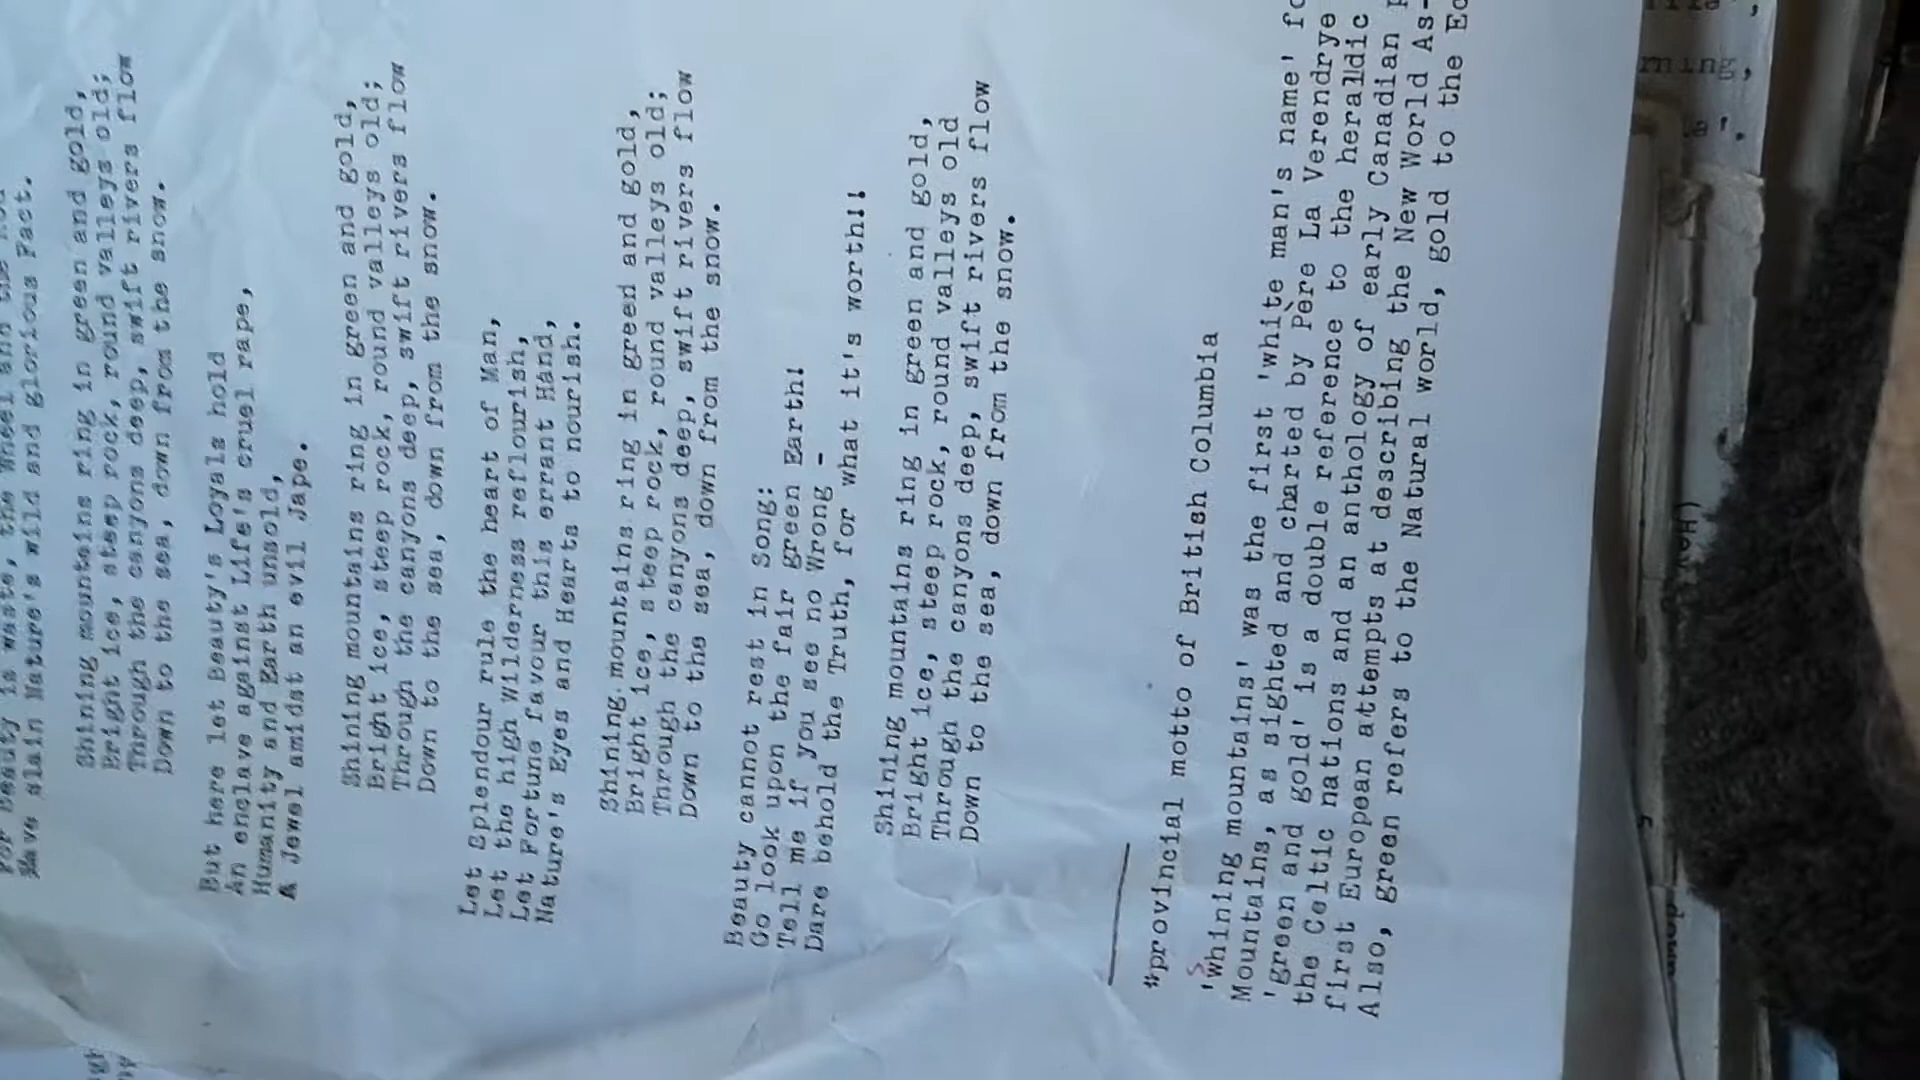 For Beauty is waste, the Wheel and the
Save slain Nature's wild and glorious Fact.
Shining mountains ring in green and gold,
Bright ice, steep rock, round valleys old;
Through the canyons deep, swift rivers flow
Down to the sea, down from the snow.
But here let Beauty's Loyals hold
An enclave against Life's cruel rape,
Humanity and Earth unsold,
A Jewel amidst an evil Jape.
Shining mountains ring in green and gold,
Bright ice, steep rock, round valleys old;
Through the canyons deep, swift rivers flow
Down to the sea, down from the snow.
Let Splendour rule the heart of Man,
Let the high Wilderness reflourish,
Let Fortune favour this errant Hand,
Nature's Eyes and Hearts to nourish.
Shining mountains ring in greed and gold,
Bright ice, steep rock, round valleys old;
Through the canyons deep, swift rivers flow
Down to the sea, down from the snow.
Beauty cannot rest in Song:
Go look upon the fair green Earth!
Tell me if you see no Wrong -
Dare behold the Truth, for what it's worth!!
Shining mountains ring in green and gold,
Bright ice, steep rock, round valleys old
Through the canyons deep, swift rivers flow
Down to the sea, down from the snow.
*provincial motto of British Columbia
'Shining mountains' was the first 'white man's name'
Mountains, as sighted and charted by Père La Verendrye
'green and gold' is a double reference to the heraldic
the Celtic nations and an anthology of early Canadian
first European attempts at describing the New World As-
Also, green refers to the Natural world, gold to the
ming,